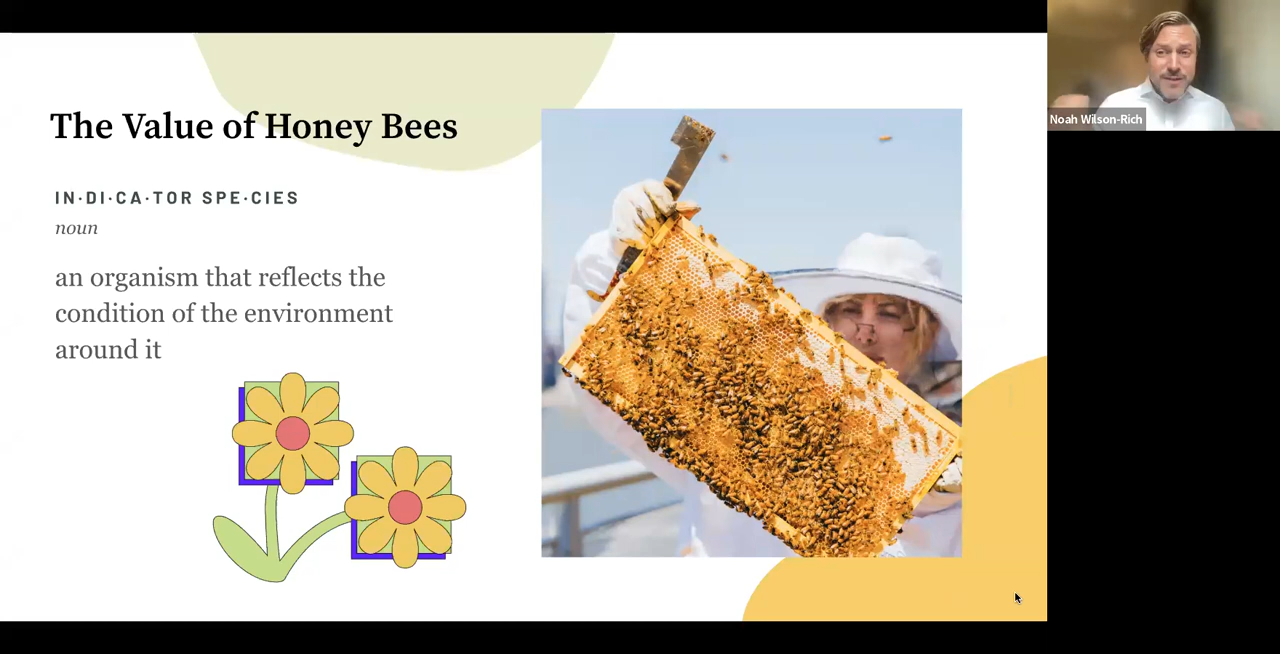 The Value of Honey Bees
IN·DI·CA·TOR SPE·CIES
noun
an organism that reflects the
condition of the environment
around it
Noah Wilson-Rich